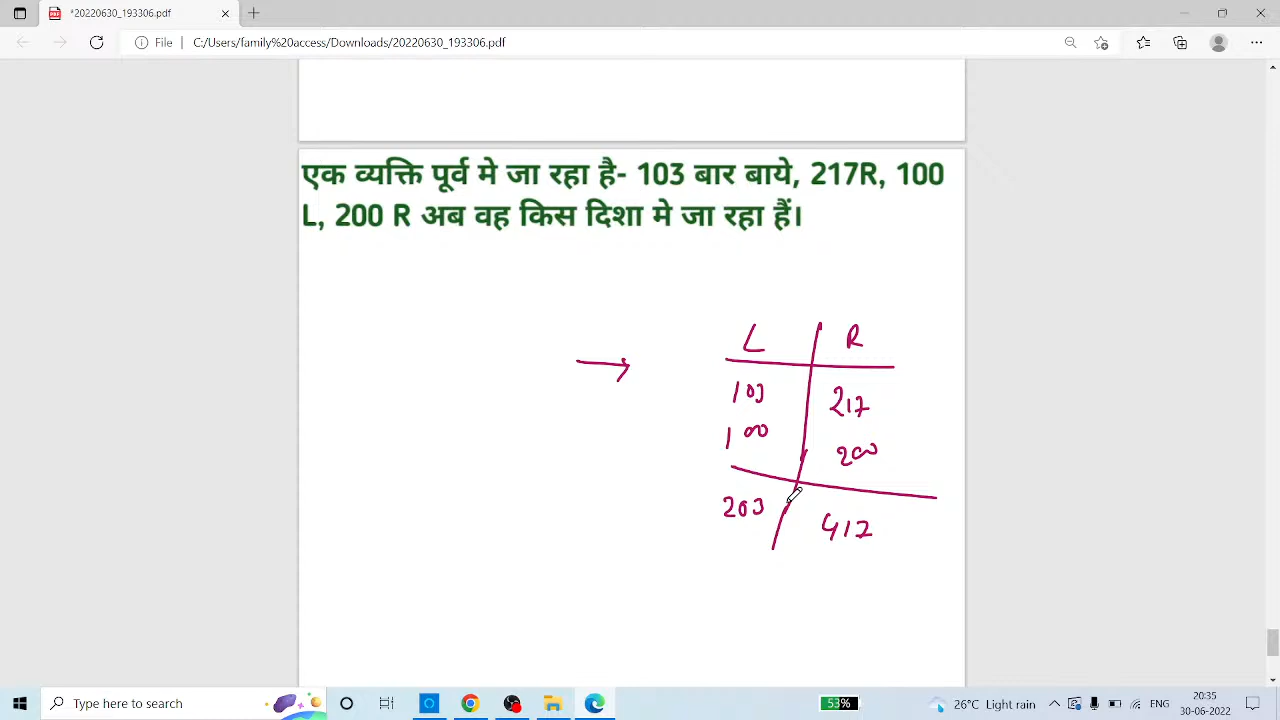 *20220630_193306.pdf
File
C:/Users/family%20access/Downloads/20220630_193306.pdf
एक व्यक्ति पूर्व मे जा रहा है- 103 बार बाये, 217R, 100
L, 200 R अब वह किस दिशा मे जा रहा हैं।
L R
103 217
100 200
203 417
Type here to search
53%
26°C Light rain
ENG
20:35
30-06-2022